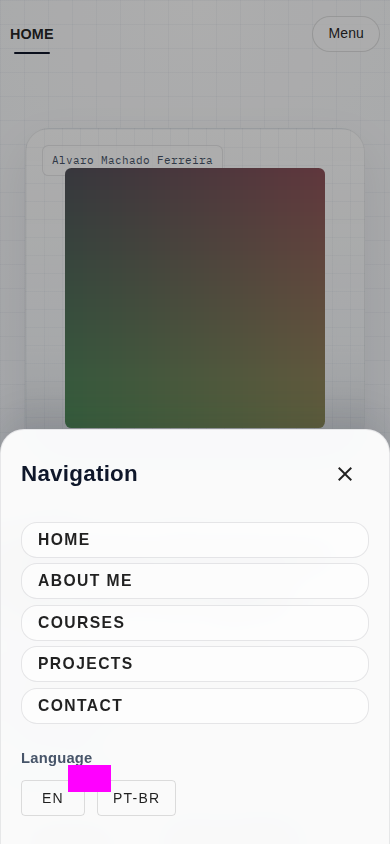 HOME
Menu
Alvaro Machado Ferreira
Navigation
HOME
ABOUT ME
COURSES
PROJECTS
CONTACT
Language
EN
PT-BR